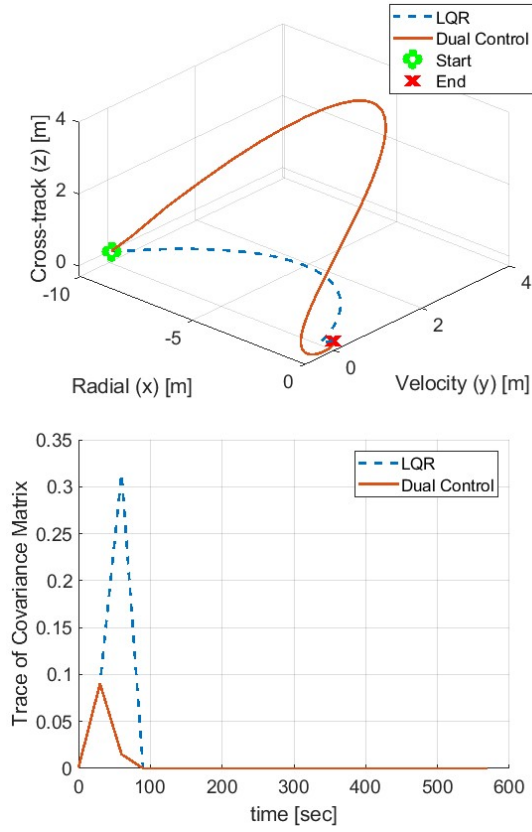 LQR
Dual Control
Start
End
Cross-track (z) [m]
4
2
0
-10
-5
0
Radial (x) [m]
0
2
4
Velocity (y) [m]
0.35
0.3
0.25
0.2
0.15
0.1
0.05
0
Trace of Covariance Matrix
LQR
Dual Control
0 100 200 300 400 500 600
time [sec]